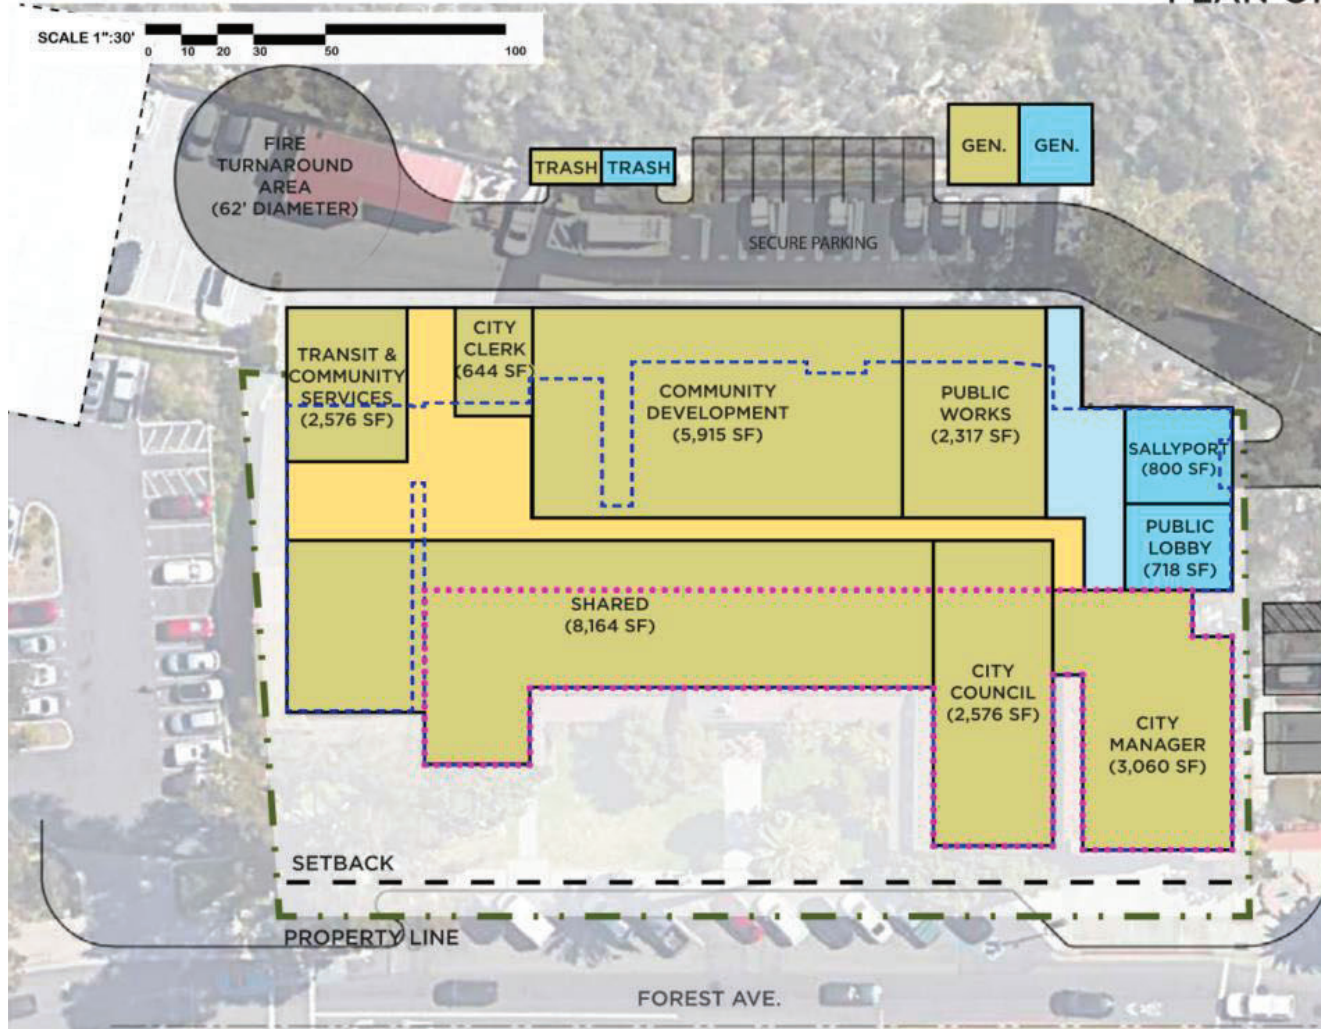 SCALE 1":30'
0 10 20 30 50 100
FIRE
TURNAROUND
AREA
(62' DIAMETER)
TRASH
TRASH
GEN.
GEN.
SECURE PARKING
TRANSIT &
COMMUNITY
SERVICES
(2,576 SF)
CITY
CLERK
(644 SF)
COMMUNITY
DEVELOPMENT
(5,915 SF)
PUBLIC
WORKS
(2,317 SF)
SALLYPORT
(800 SF)
PUBLIC
LOBBY
(718 SF)
SHARED
(8,164 SF)
CITY
COUNCIL
(2,576 SF)
CITY
MANAGER
(3,060 SF)
SETBACK
PROPERTY LINE
FOREST AVE.